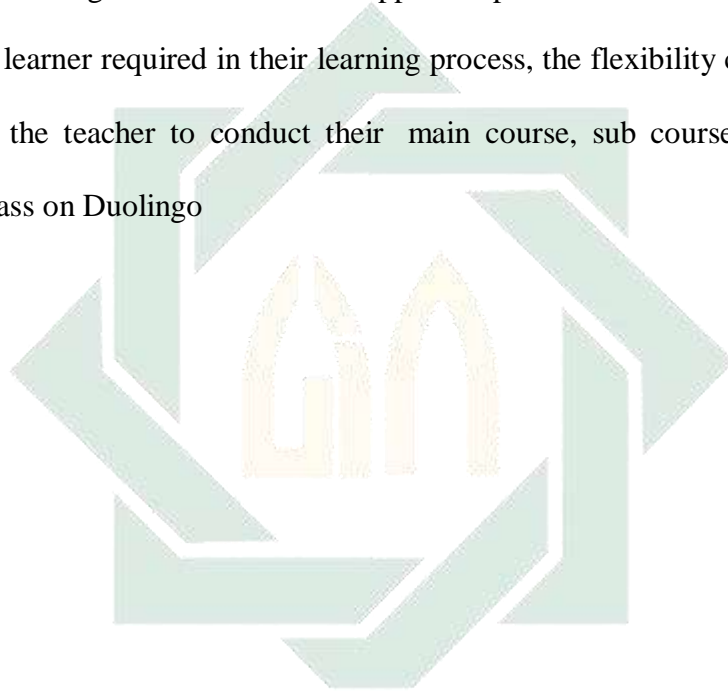 learner required in their learning process, the flexibility
the teacher to conduct their main course, sub course
on Duolingo